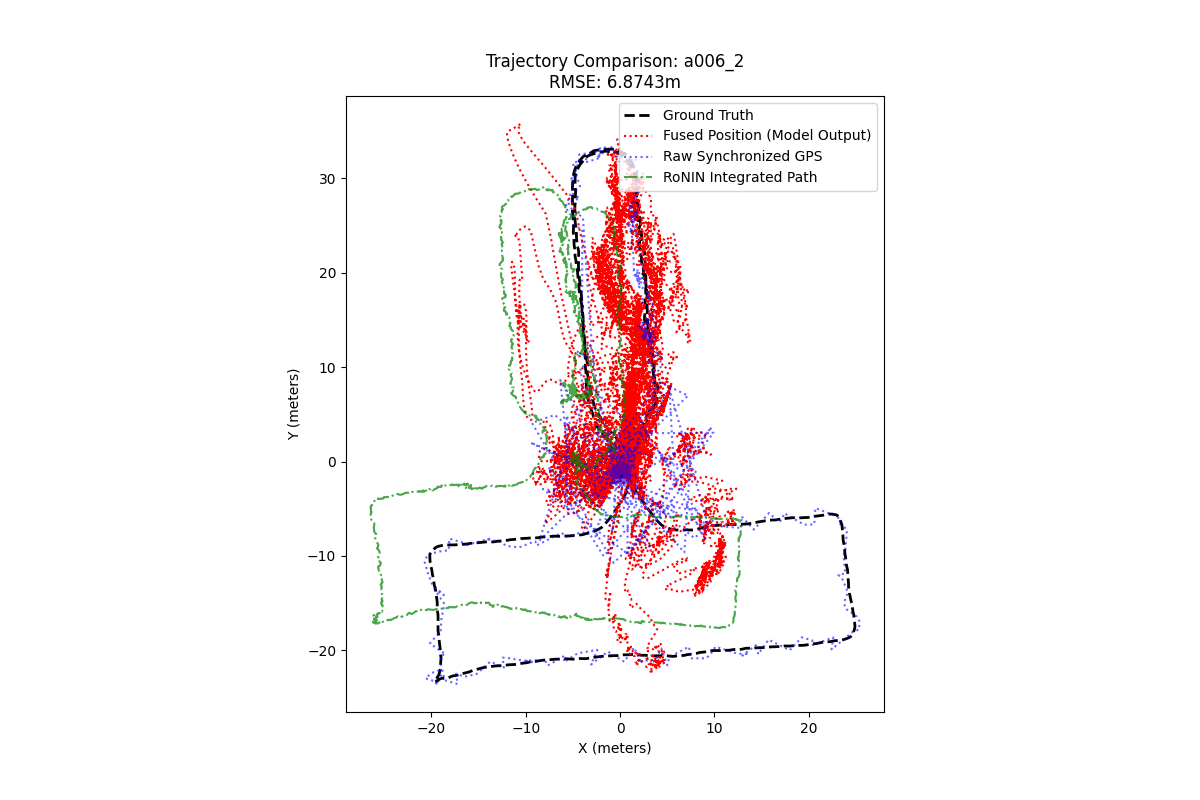 Trajectory Comparison: a006_2
RMSE: 6.8743m
Ground Truth
Fused Position (Model Output)
Raw Synchronized GPS
RoNIN Integrated Path
Y (meters)
30
20
10
0
−10
−20
−20
−10
0
10
20
X (meters)